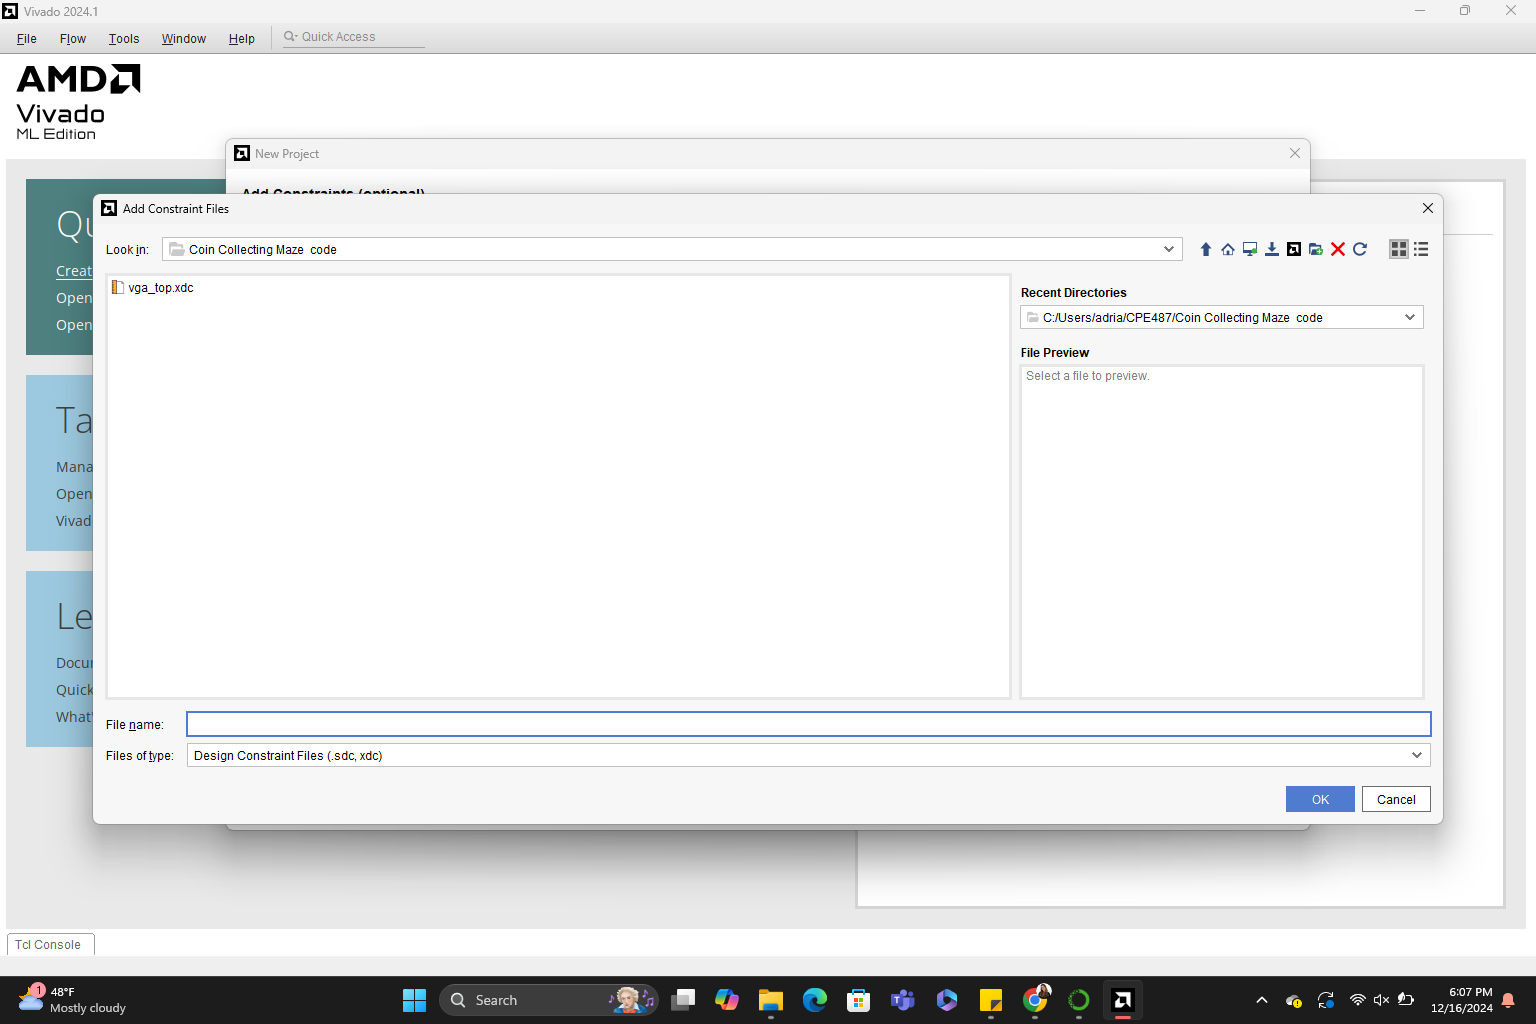 Vivado 2024.1
File Flow Tools Window Help Quick Access
AMD
Vivado
ML Edition
New Project
Add Constraints (optional)
Add Constraint Files
Look in: Coin Collecting Maze  code
vga_top.xdc
Recent Directories
C:/Users/adria/CPE487/Coin Collecting Maze  code
File Preview
Select a file to preview.
Qu
Creat
Open
Open
Ta
Mana
Open
Vivad
Le
Docu
Quick
What'
File name:
Files of type: Design Constraint Files (.sdc, xdc)
OK Cancel
Tcl Console
1
48°F
Mostly cloudy
Search
6:07 PM
12/16/2024